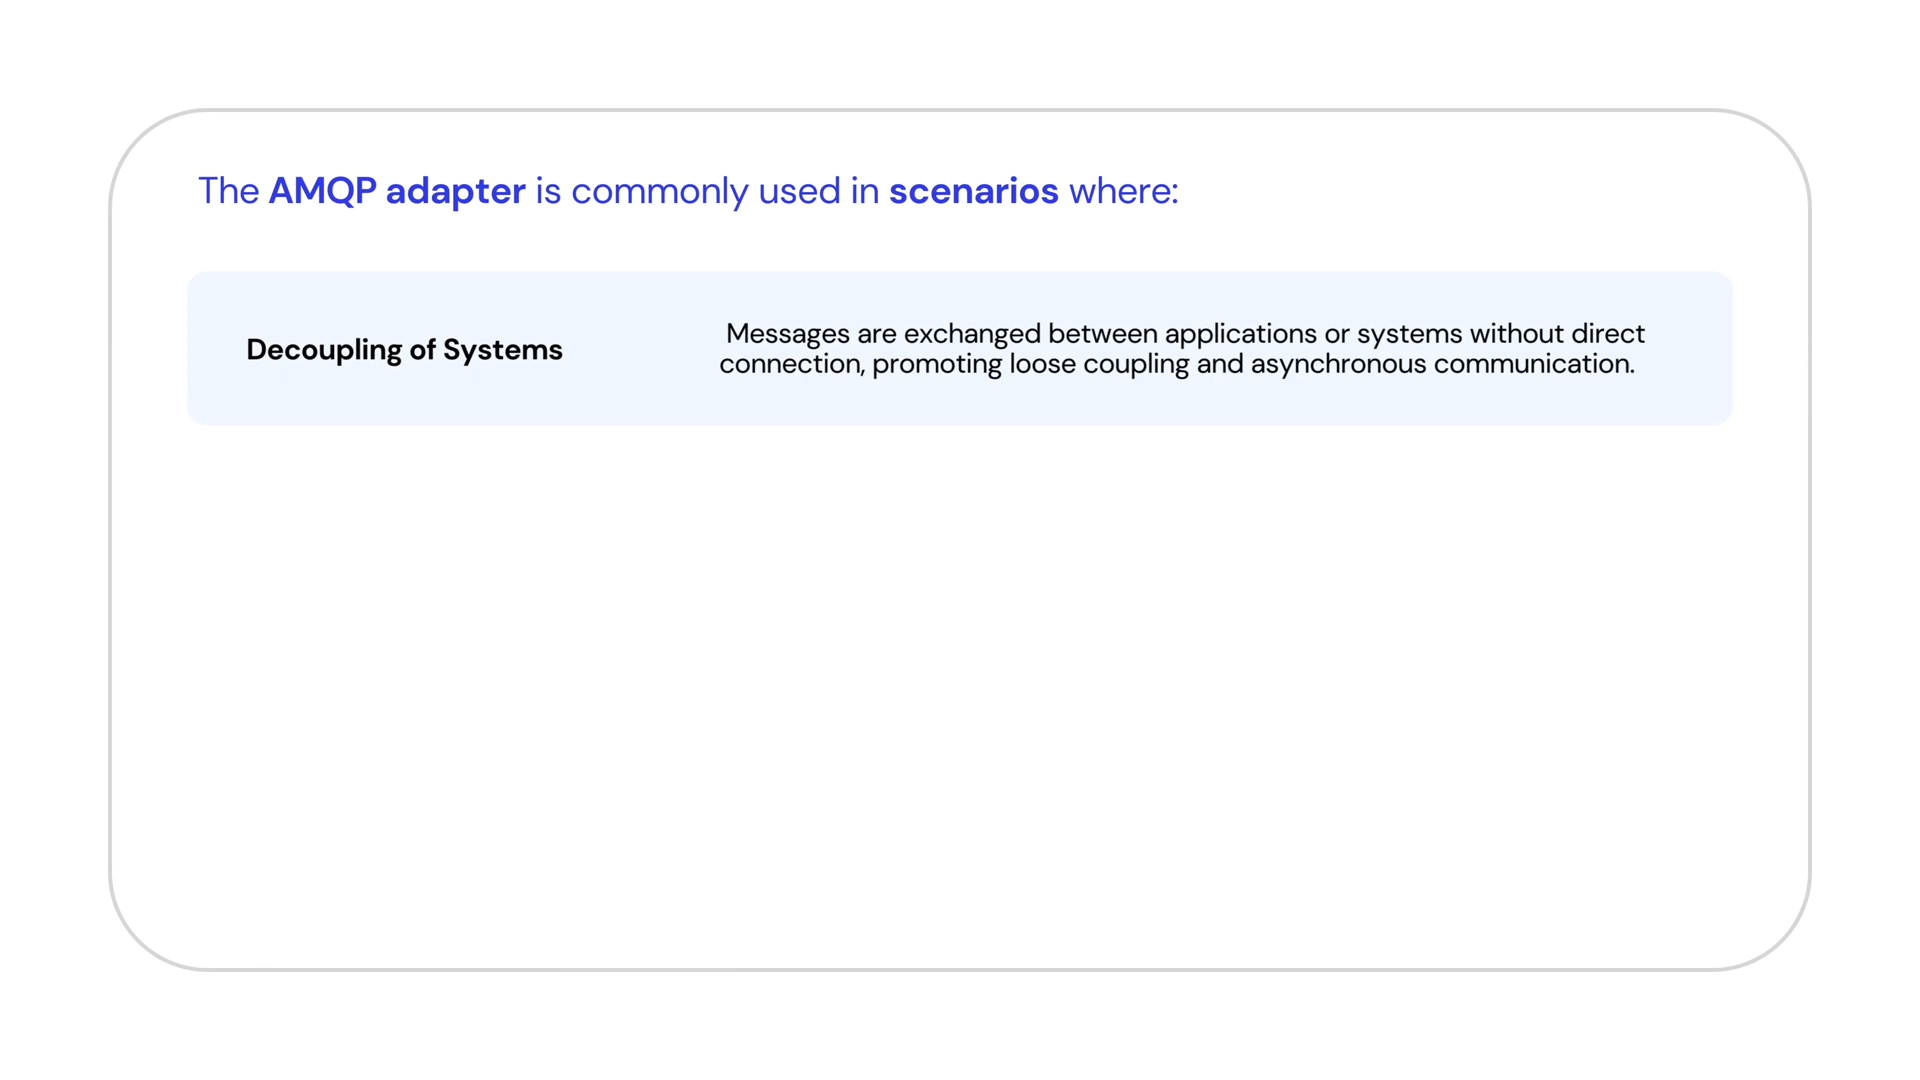 The AMQP adapter is commonly used in scenarios where:
Decoupling of Systems
Messages are exchanged between applications or systems without direct
connection, promoting loose coupling and asynchronous communication.